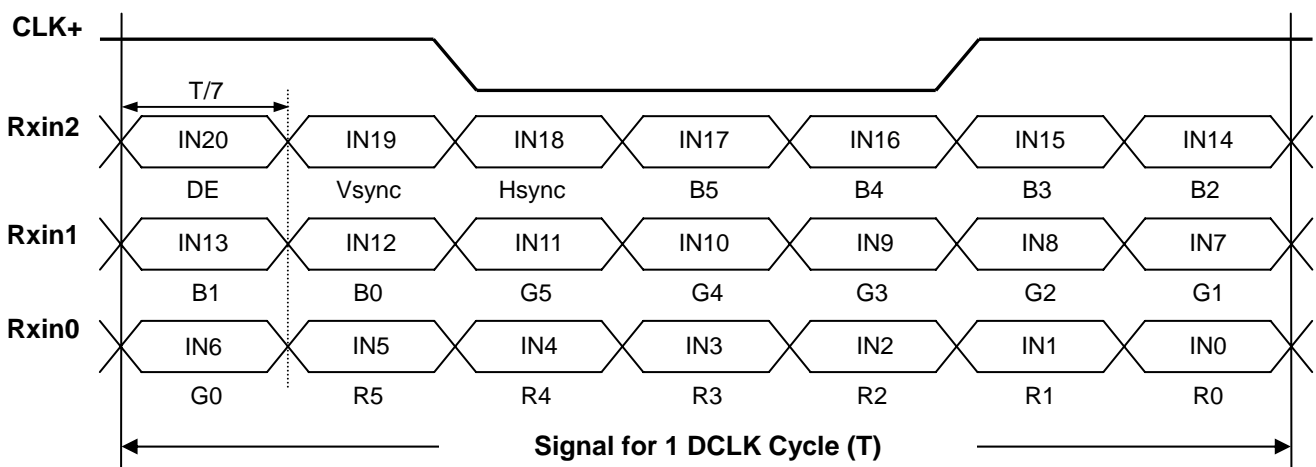 CLK+
T/7
Rxin2 IN20 IN19 IN18 IN17 IN16 IN15 IN14
DE Vsync Hsync B5 B4 B3 B2
Rxin1 IN13 IN12 IN11 IN10 IN9 IN8 IN7
B1 B0 G5 G4 G3 G2 G1
Rxin0 IN6 IN5 IN4 IN3 IN2 IN1 IN0
G0 R5 R4 R3 R2 R1 R0
Signal for 1 DCLK Cycle (T)